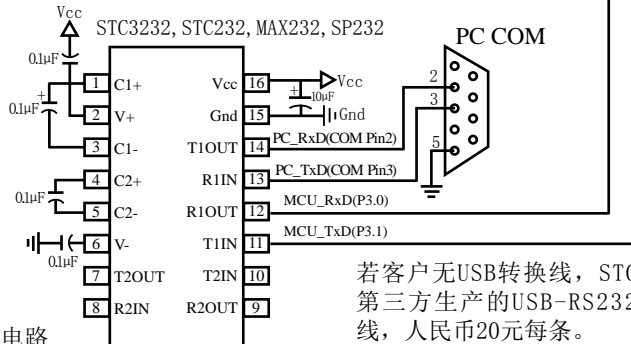 Vcc
STC3232, STC232, MAX232, SP232
PC COM
0.1μF
0.1μF
1 C1+ Vcc 16 Vcc
10μF
2 V+ Gnd 15 Gnd
3 C1- T1OUT 14 PC_RxD(COM Pin2)
4 C2+ R1IN 13 PC_TxD(COM Pin3)
0.1μF
5 C2- R1OUT 12 MCU_RxD(P3.0)
6 V- T1IN 11 MCU_TxD(P3.1)
0.1μF
7 T2OUT T2IN 10
8 R2IN R2OUT 9
2
3
5
若客户无USB转换线，STC
第三方生产的USB-RS232
线，人民币20元每条。
电路